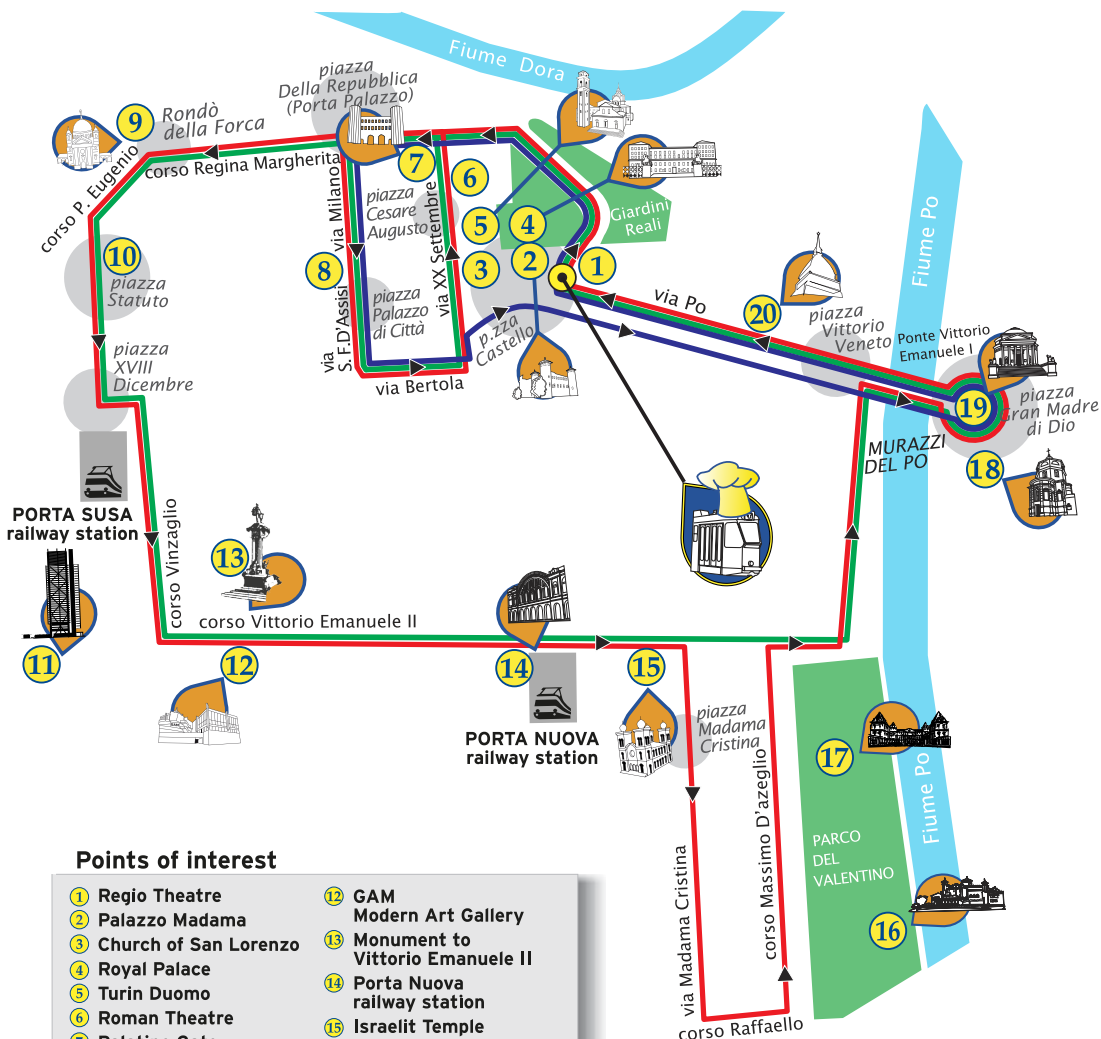 Fiume Dora
piazza
Della Repubblica
(Porta Palazzo)
9
Rondò
della Forca
corso Regina Margherita
corso P. Eugenio
7
6
via Milano
piazza
Cesare
Augusto
via XX Settembre
5
4
Giardini
Reali
Fiume Po
10
piazza
Statuto
8
3
2
1
via
S.F.D'Assisi
piazza
Palazzo
di Città
p.zza
Castello
via Po
20
piazza
Vittorio
Veneto
Ponte Vittorio
Emanuele I
piazza
XVIII
Dicembre
via Bertola
19
piazza
Gran Madre
di Dio
MURAZZI
DEL PO
18
PORTA SUSA
railway station
corso Vinzaglio
13
corso Vittorio Emanuele II
11
12
14
15
PORTA NUOVA
railway station
piazza
Madama
Cristina
17
Fiume Po
PARCO
DEL
VALENTINO
16
via Madama Cristina
corso Massimo D'azeglio
corso Raffaello
Points of interest
1 Regio Theatre
2 Palazzo Madama
3 Church of San Lorenzo
4 Royal Palace
5 Turin Duomo
6 Roman Theatre
12 GAM
Modern Art Gallery
13 Monument to
Vittorio Emanuele II
14 Porta Nuova
railway station
15 Israelit Temple